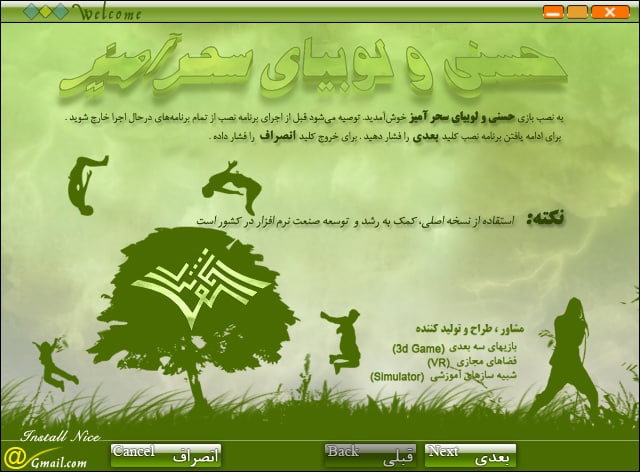 Welcome
حسنی و لوبیای سحرآمیز
به نصب بازی حسنی و لوبیای سحر آمیز خوش‌آمدید. توصیه می‌شود قبل از اجرای برنامه نصب از تمام برنامه‌های درحال اجرا خارج شوید .
برای ادامه یافتن برنامه نصب کلید بعدی را فشار دهید . برای خروج کلید انصراف را فشار داده .
نکته: استفاده از نسخه اصلی، کمک به رشد و توسعه صنعت نرم افزار در کشور است
مشاور ، طراح و تولید کننده
بازیهای سه بعدی (3d Game)
فضاهای مجازی (VR)
شبیه سازهای آموزشی (Simulator)
Install Nice
@Gmail.com
Cancel انصراف
Back قبلی
Next بعدی